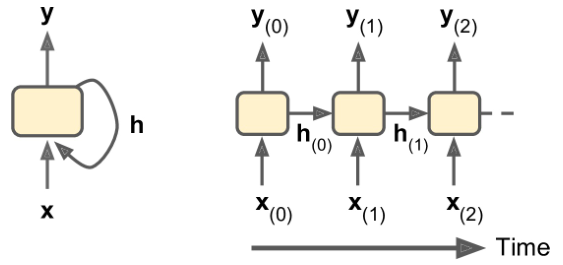 y
h
x
y(0) y(1) y(2)
h(0) h(1)
x(0) x(1) x(2)
Time